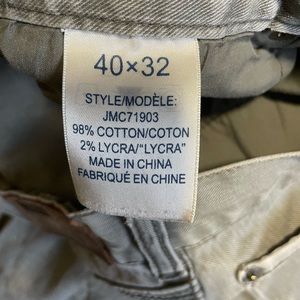 40×32
STYLE/MODÈLE:
JMC71903
98% COTTON/COTON
2% LYCRA/"LYCRA"
MADE IN CHINA
FABRIQUÉ EN CHINE